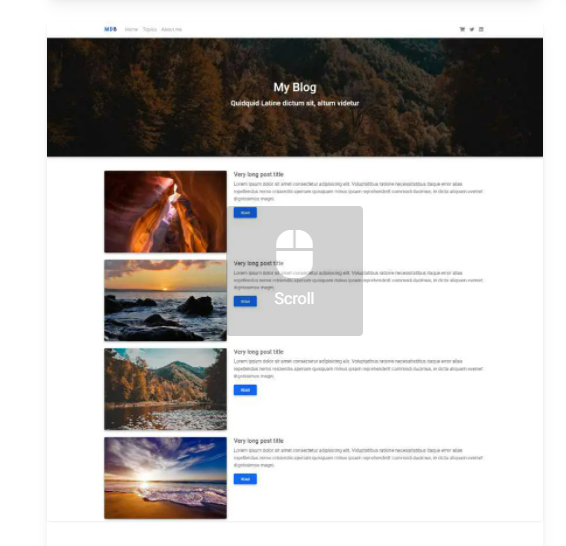 MDB Home Topics About me
My Blog
Quidquid Latine dictum sit, altum videtur
Very long post title
Lorem ipsum dolor sit amet consectetur adipisicing elit. Voluptatibus ratione necessitatibus itaque error alias
repellendus nemo reiciendis aperiam quisquam minus ipsam reprehenderit commodi ducimus, in dicta aliquam eveniet
dignissimos magni.
Read
Very long post title
Lorem ipsum dolor sit amet consectetur adipisicing elit. Voluptatibus ratione necessitatibus itaque error alias
repellendus nemo reiciendis aperiam quisquam minus ipsam reprehenderit commodi ducimus, in dicta aliquam eveniet
dignissimos magni.
Read
Scroll
Very long post title
Lorem ipsum dolor sit amet consectetur adipisicing elit. Voluptatibus ratione necessitatibus itaque error alias
repellendus nemo reiciendis aperiam quisquam minus ipsam reprehenderit commodi ducimus, in dicta aliquam eveniet
dignissimos magni.
Read
Very long post title
Lorem ipsum dolor sit amet consectetur adipisicing elit. Voluptatibus ratione necessitatibus itaque error alias
repellendus nemo reiciendis aperiam quisquam minus ipsam reprehenderit commodi ducimus, in dicta aliquam eveniet
dignissimos magni.
Read